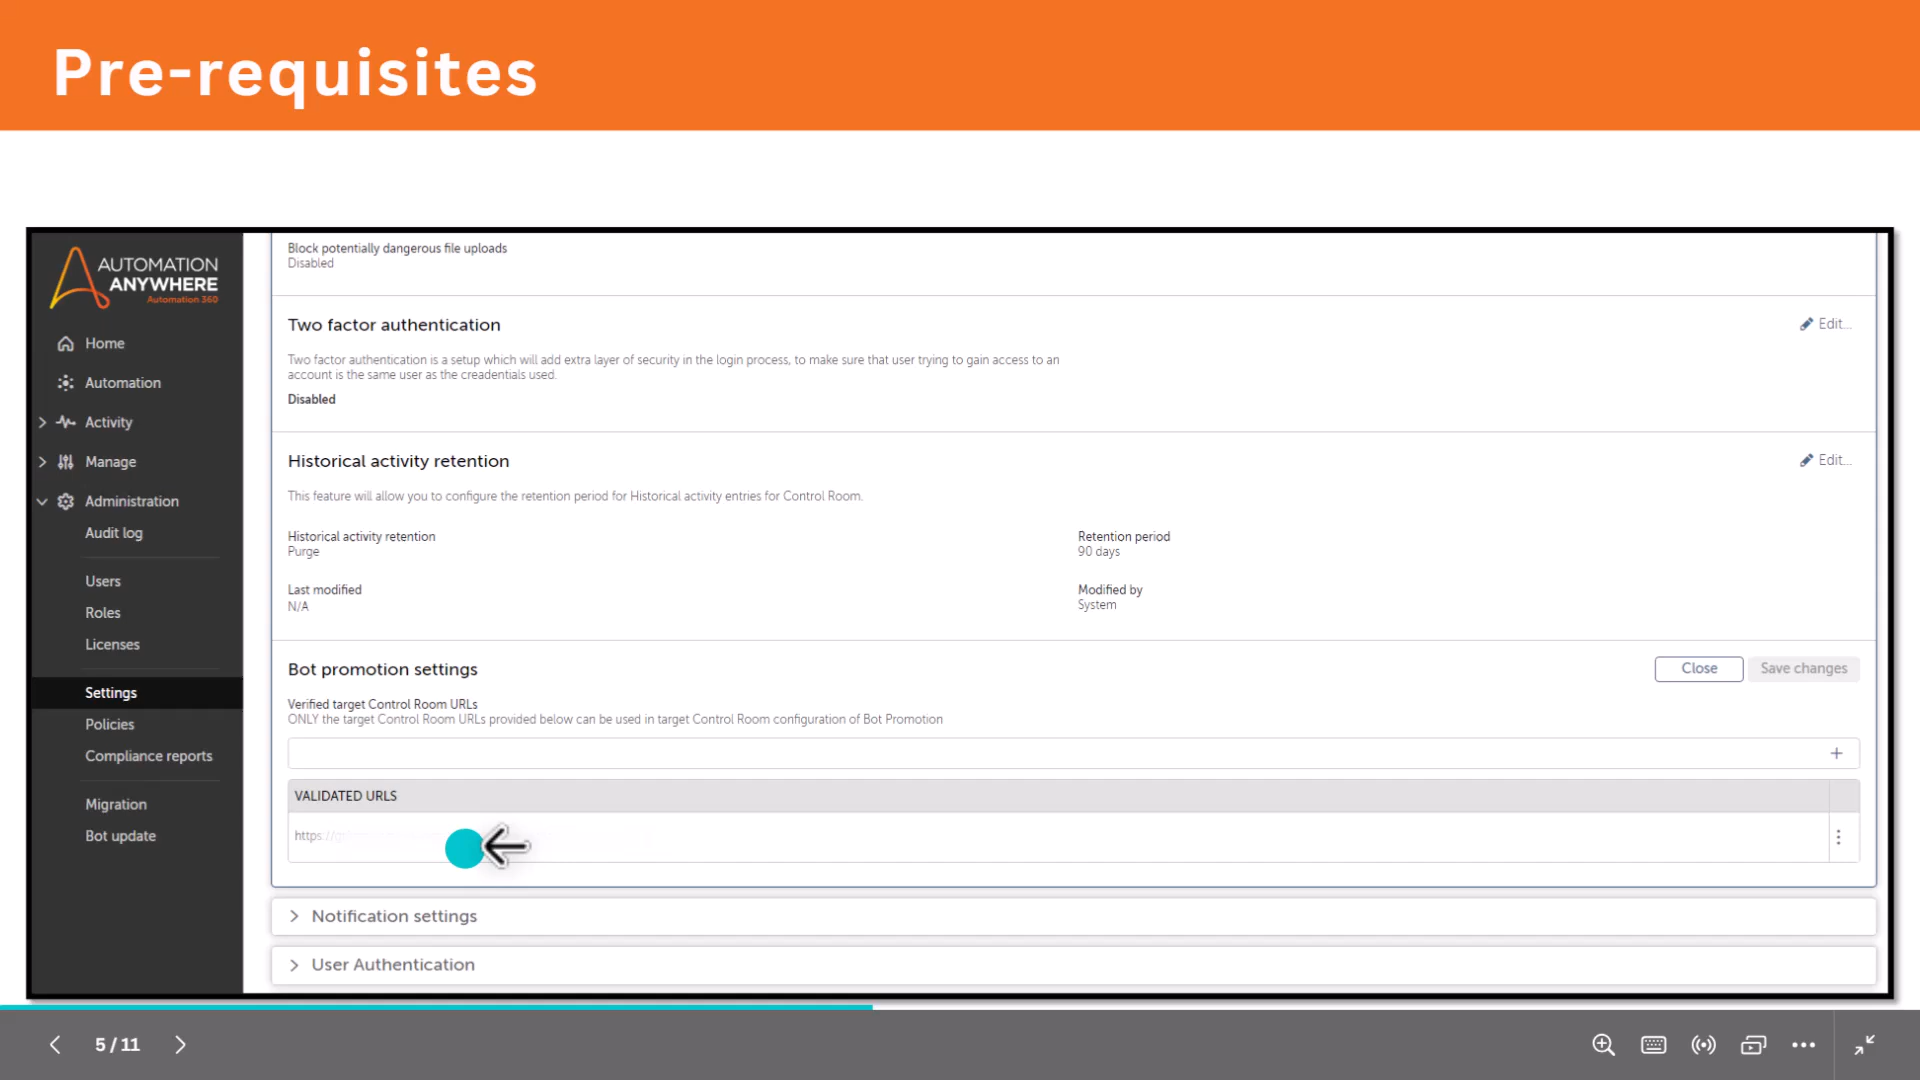 Pre-requisites
AUTOMATION
ANYWHERE
Automation 360
Home
Automation
Activity
Manage
Administration
Audit log
Users
Roles
Licenses
Settings
Policies
Compliance reports
Migration
Bot update
Block potentially dangerous file uploads
Disabled
Two factor authentication
Edit...
Two factor authentication is a setup which will add extra layer of security in the login process, to make sure that user trying to gain access to an
account is the same user as the creadentials used.
Disabled
Historical activity retention
Edit...
This feature will allow you to configure the retention period for Historical activity entries for Control Room.
Historical activity retention
Purge
Retention period
90 days
Last modified
N/A
Modified by
System
Bot promotion settings
Close
Save changes
Verified target Control Room URLs
ONLY the target Control Room URLs provided below can be used in target Control Room configuration of Bot Promotion
VALIDATED URLS
https://
Notification settings
User Authentication
5 / 11